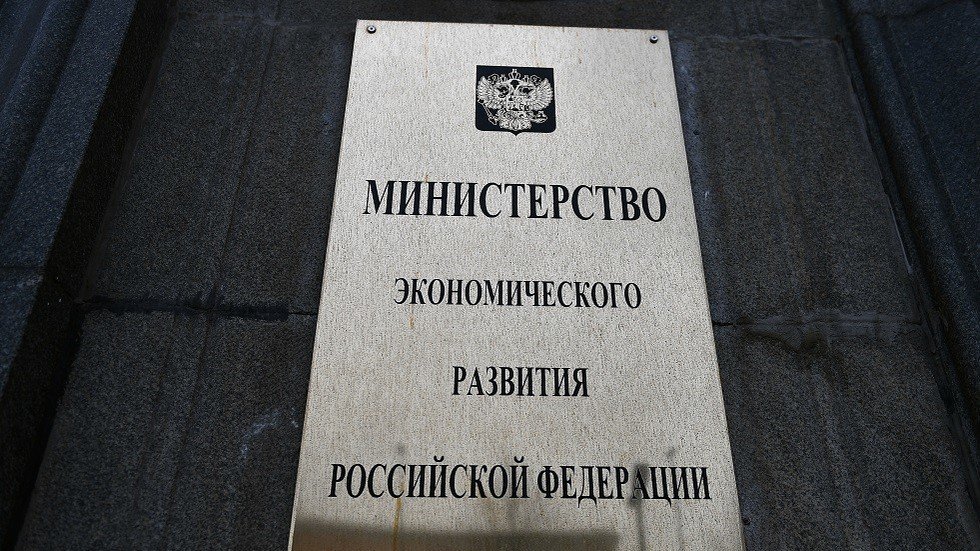 МИНИСТЕРСТВО
ЭКОНОМИЧЕСКОГО
РАЗВИТИЯ
РОССИЙСКОЙ ФЕДЕРАЦИИ